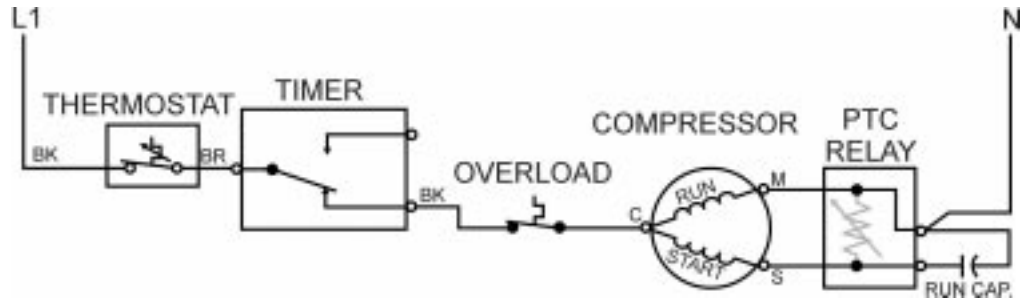 L1
N
THERMOSTAT
TIMER
COMPRESSOR
PTC
RELAY
OVERLOAD
BK
BR
BK
C
RUN
START
M
S
RUN CAP.